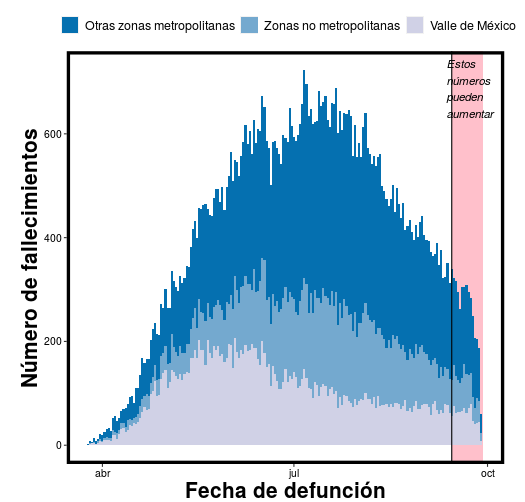 Otras zonas metropolitanas Zonas no metropolitanas Valle de México
Estos
números
pueden
aumentar
600
400
200
0
Número de fallecimientos
abr jul oct
Fecha de defunción